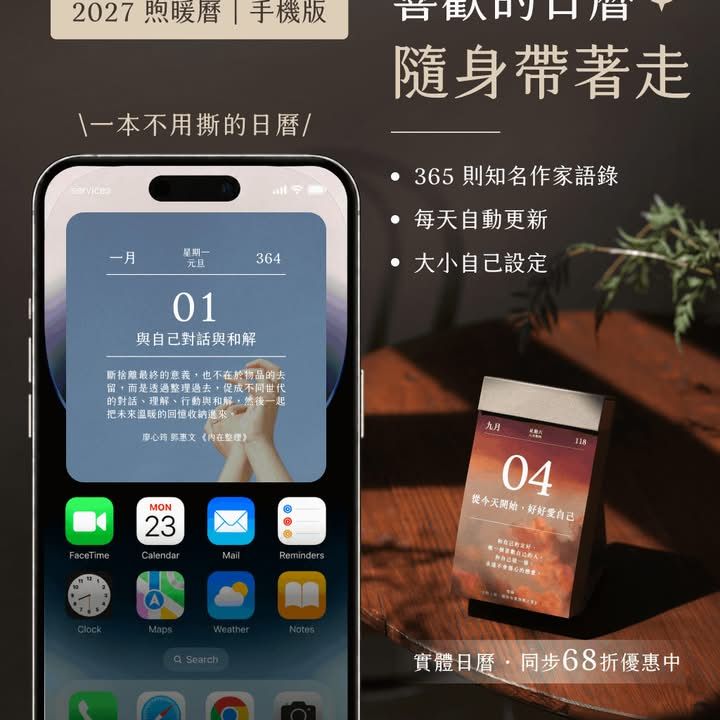 2027 煦暖曆｜手機版
喜歡的日曆
隨身帶著走
\一本不用撕的日曆/
• 365 則知名作家語錄
• 每天自動更新
• 大小自己設定
services
一月
星期一
元旦
364
01
與自己對話與和解
斷捨離最終的意義，也不在於物品的去
留，而是透過整理過去，促成不同世代
的對話、理解、行動與和解，然後一起
把未來溫暖的回憶收納進來。
廖心筠 郭惠文《內在整理》
FaceTime
MON
23
Calendar
Mail
Reminders
Clock
Maps
Weather
Notes
Search
九月
星期六
118
04
從今天開始，好好愛自己
實體日曆・同步68折優惠中